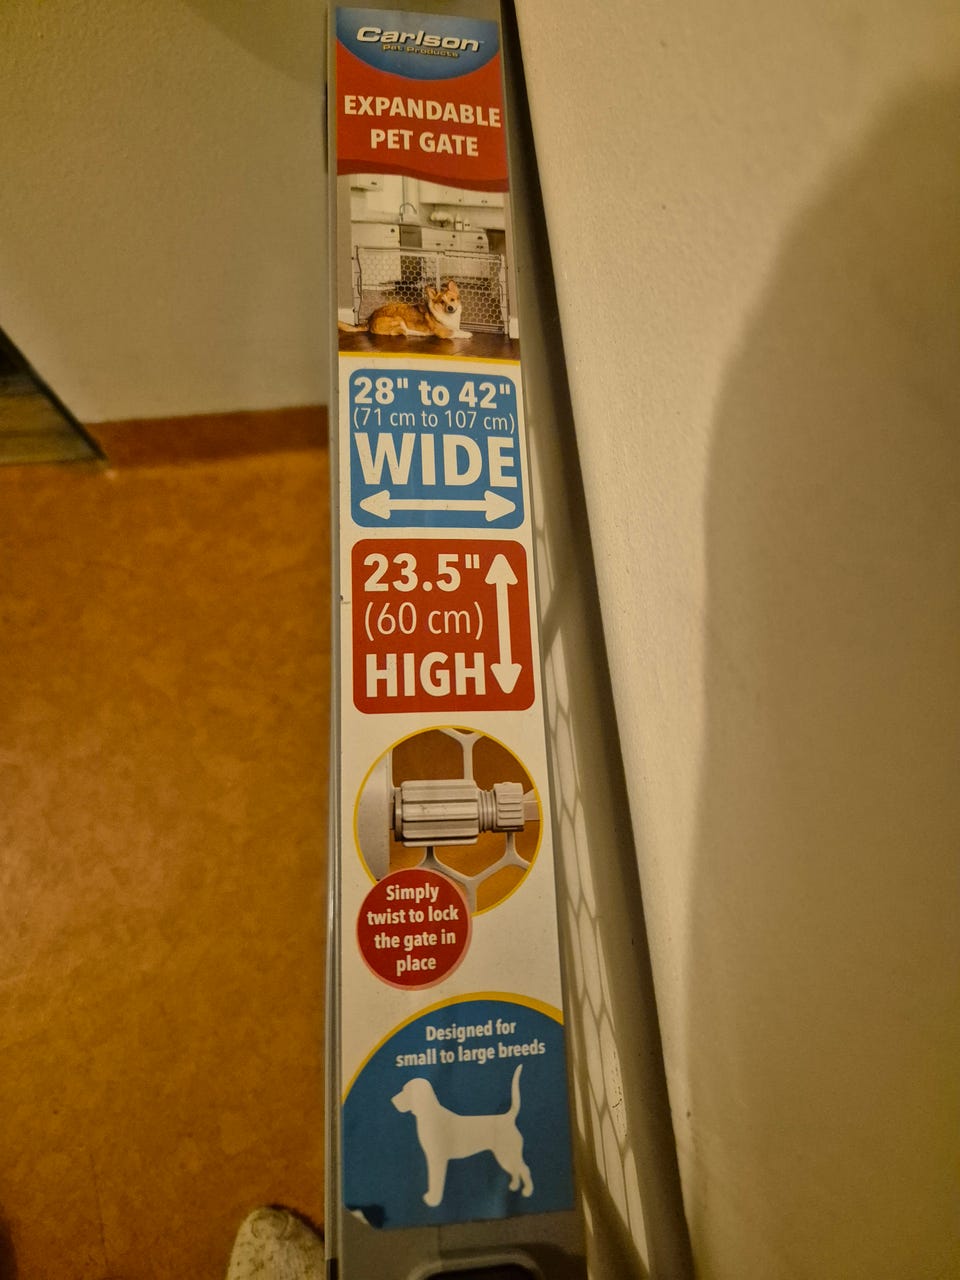 Carlson
Pet Products
EXPANDABLE
PET GATE
28" to 42"
(71 cm to 107 cm)
WIDE
23.5"
(60 cm)
HIGH
Simply
twist to lock
the gate in
place
Designed for
small to large breeds